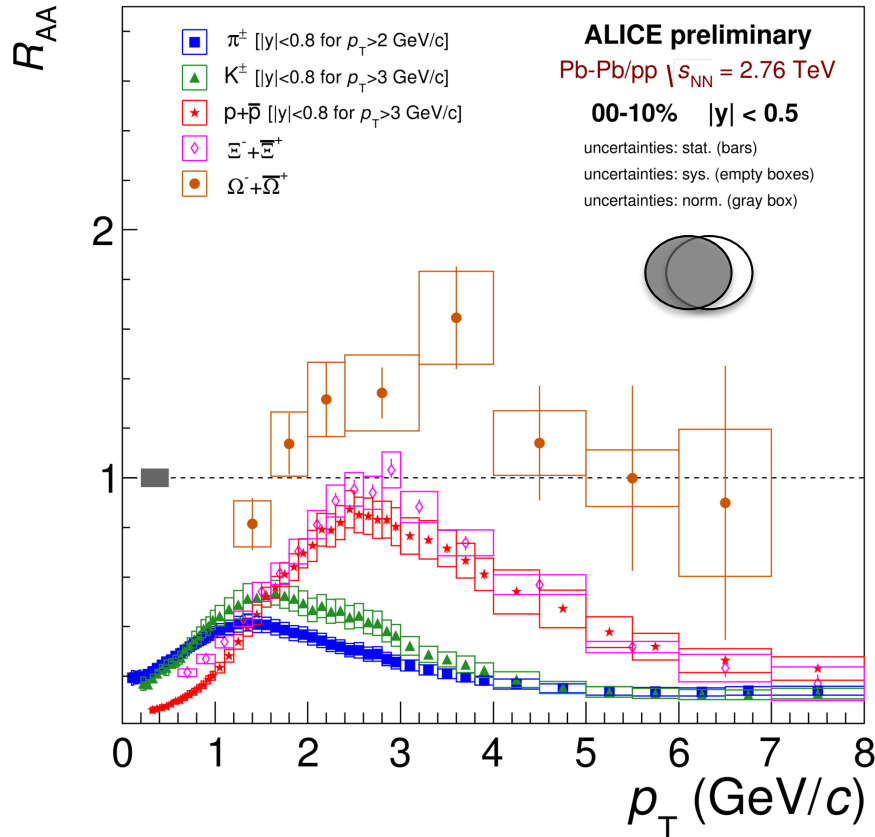 R_AA
π± [|y|<0.8 for p_T>2 GeV/c]
K± [|y|<0.8 for p_T>3 GeV/c]
p+p̅ [|y|<0.8 for p_T>3 GeV/c]
Ξ⁻+Ξ̅⁺
Ω⁻+Ω̅⁺
ALICE preliminary
Pb-Pb/pp √s_NN = 2.76 TeV
00-10% |y| < 0.5
uncertainties: stat. (bars)
uncertainties: sys. (empty boxes)
uncertainties: norm. (gray box)
2
1
0 1 2 3 4 5 6 7 8
p_T (GeV/c)